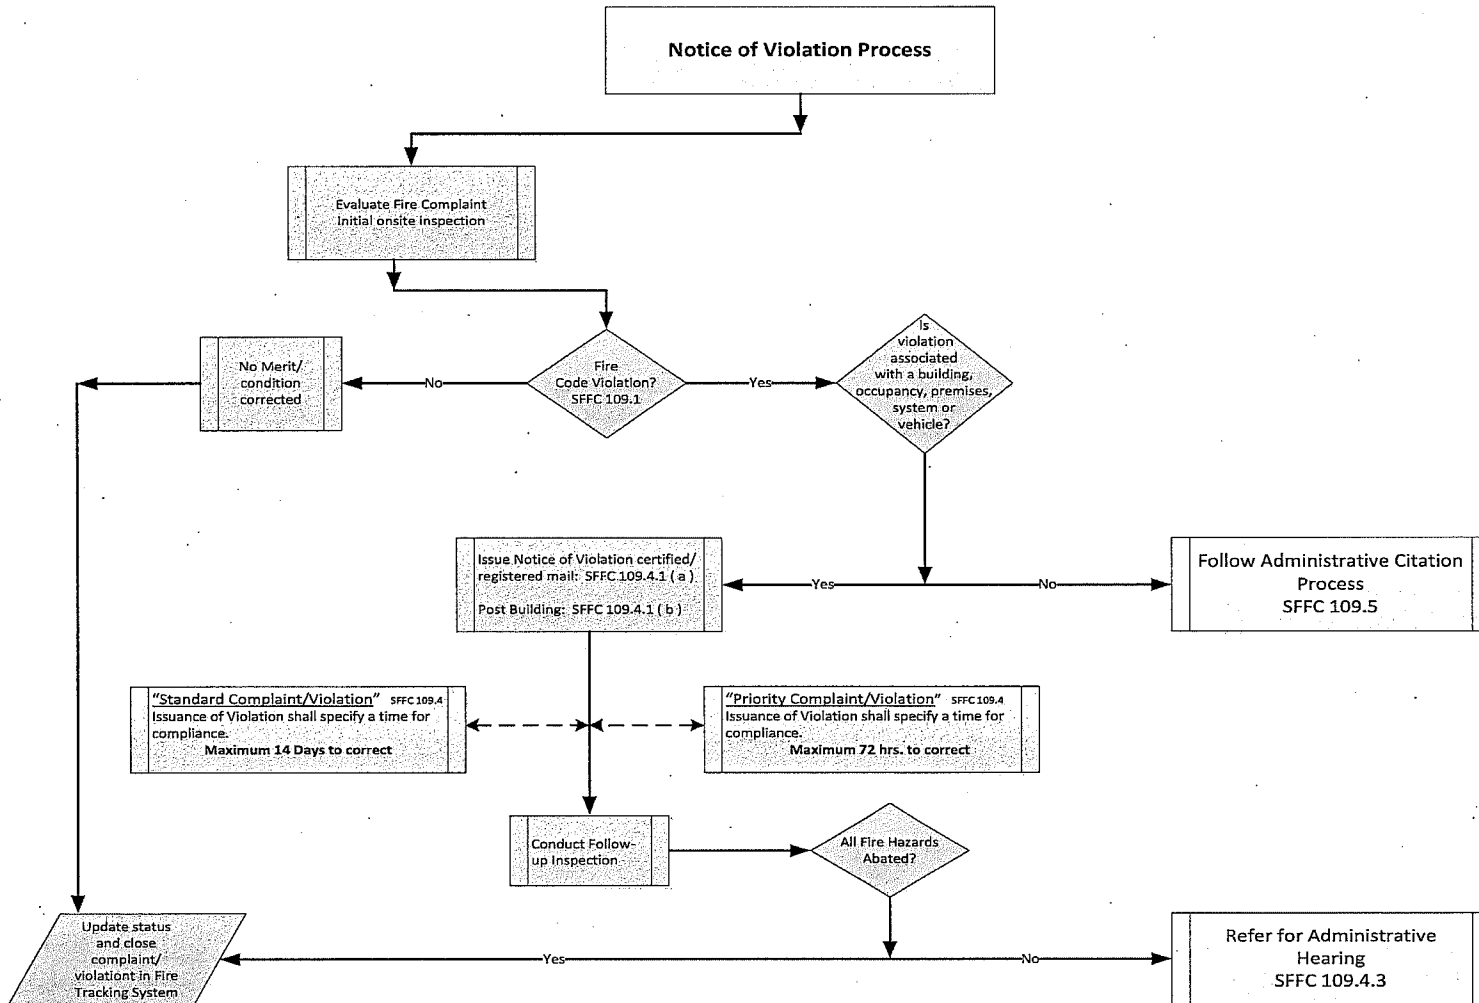 Notice of Violation Process
Evaluate Fire Complaint
Initial onsite inspection
No Merit/
condition
corrected
No
Fire
Code Violation?
SFFC 109.1
Yes
Is
violation
associated
with a building,
occupancy, premises,
system or
vehicle?
Issue Notice of Violation certified/
registered mail: SFFC 109.4.1 ( a )
Post Building: SFFC 109.4.1 ( b )
Yes
No
Follow Administrative Citation
Process
SFFC 109.5
"Standard Complaint/Violation" SFFC 109.4
Issuance of Violation shall specify a time for
compliance.
Maximum 14 Days to correct
"Priority Complaint/Violation" SFFC 109.4
Issuance of Violation shall specify a time for
compliance.
Maximum 72 hrs. to correct
Conduct Follow-
up Inspection
All Fire Hazards
Abated?
Update status
and close
complaint/
violationt in Fire
Tracking System
Yes
No
Refer for Administrative
Hearing
SFFC 109.4.3